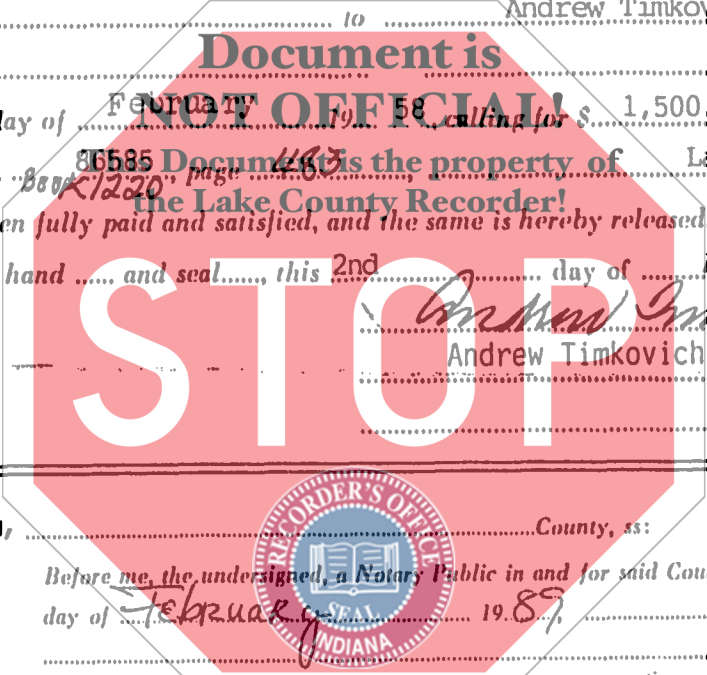 to Andrew Timkov
Document is
NOT OFFICIAL!
day of February 19 58 calling for $ 1,500
86585 Document is the property of
Book 1220 page 483
the Lake County Recorder!
en fully paid and satisfied, and the same is hereby released
hand and seal, this 2nd day of
Andrew Timkovich
STOP
RECORDER'S OFFICE
County, ss:
Before me, the undersigned, a Notary Public in and for said Cou
day of February 19 89
SEAL
INDIANA